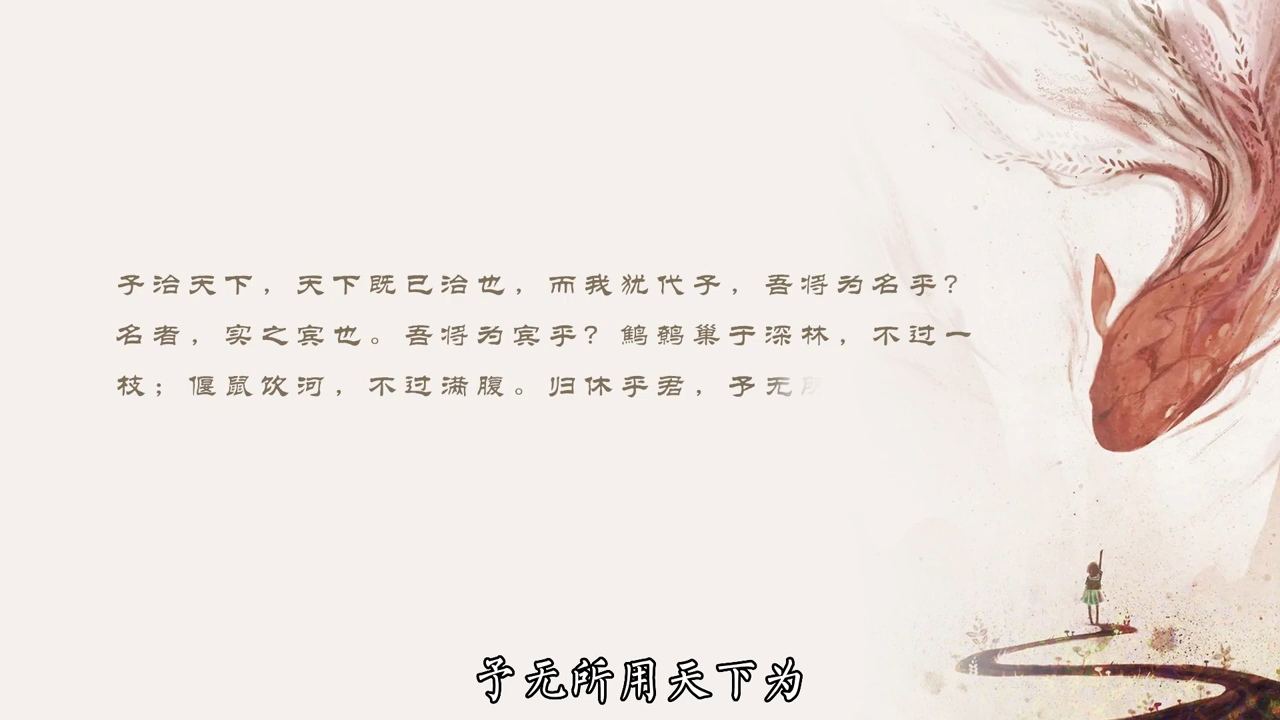 子治天下，天下既已治也，而我犹代子，吾将为名乎？
名者，实之宾也。吾将为宾乎？鹪鹩巢于深林，不过一
枝；偃鼠饮河，不过满腹。归休乎君，予无
予无所用天下为